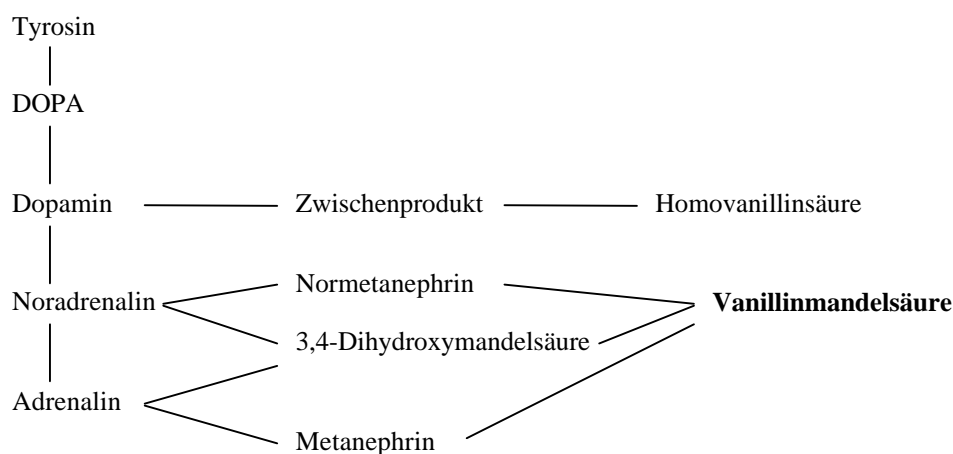 Tyrosin
DOPA
Dopamin Zwischenprodukt Homovanillinsäure
Normetanephrin
Noradrenalin Vanillinmandelsäure
3,4-Dihydroxymandelsäure
Adrenalin
Metanephrin